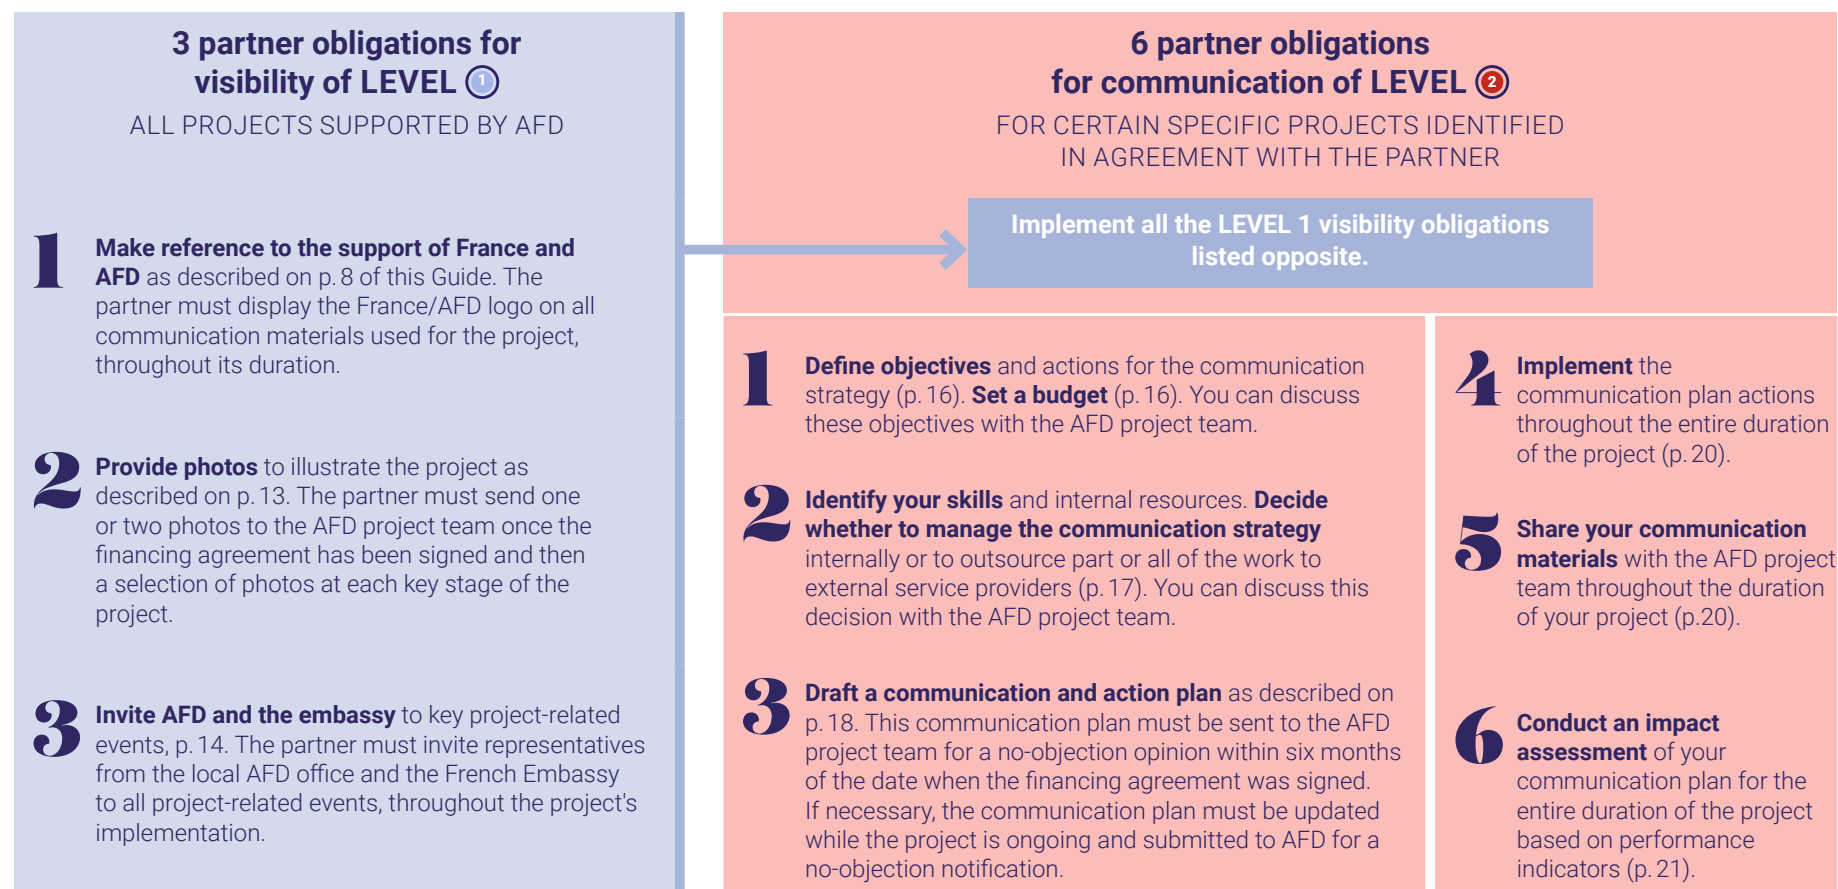 3 partner obligations for
visibility of LEVEL 1
ALL PROJECTS SUPPORTED BY AFD
1
Make reference to the support of France and
AFD as described on p. 8 of this Guide. The
partner must display the France/AFD logo on all
communication materials used for the project,
throughout its duration.
2
Provide photos to illustrate the project as
described on p. 13. The partner must send one
or two photos to the AFD project team once the
financing agreement has been signed and then
a selection of photos at each key stage of the
project.
3
Invite AFD and the embassy to key project-related
events, p. 14. The partner must invite representatives
from the local AFD office and the French Embassy
to all project-related events, throughout the project's
implementation.
6 partner obligations
for communication of LEVEL 2
FOR CERTAIN SPECIFIC PROJECTS IDENTIFIED
IN AGREEMENT WITH THE PARTNER
Implement all the LEVEL 1 visibility obligations
listed opposite.
1
Define objectives and actions for the communication
strategy (p. 16). Set a budget (p. 16). You can discuss
these objectives with the AFD project team.
2
Identify your skills and internal resources. Decide
whether to manage the communication strategy
internally or to outsource part or all of the work to
external service providers (p. 17). You can discuss this
decision with the AFD project team.
3
Draft a communication and action plan as described on
p. 18. This communication plan must be sent to the AFD
project team for a no-objection opinion within six months
of the date when the financing agreement was signed.
If necessary, the communication plan must be updated
while the project is ongoing and submitted to AFD for a
no-objection notification.
4
Implement the
communication plan actions
throughout the entire duration
of the project (p. 20).
5
Share your communication
materials with the AFD project
team throughout the duration
of your project (p.20).
6
Conduct an impact
assessment of your
communication plan for the
entire duration of the project
based on performance
indicators (p. 21).